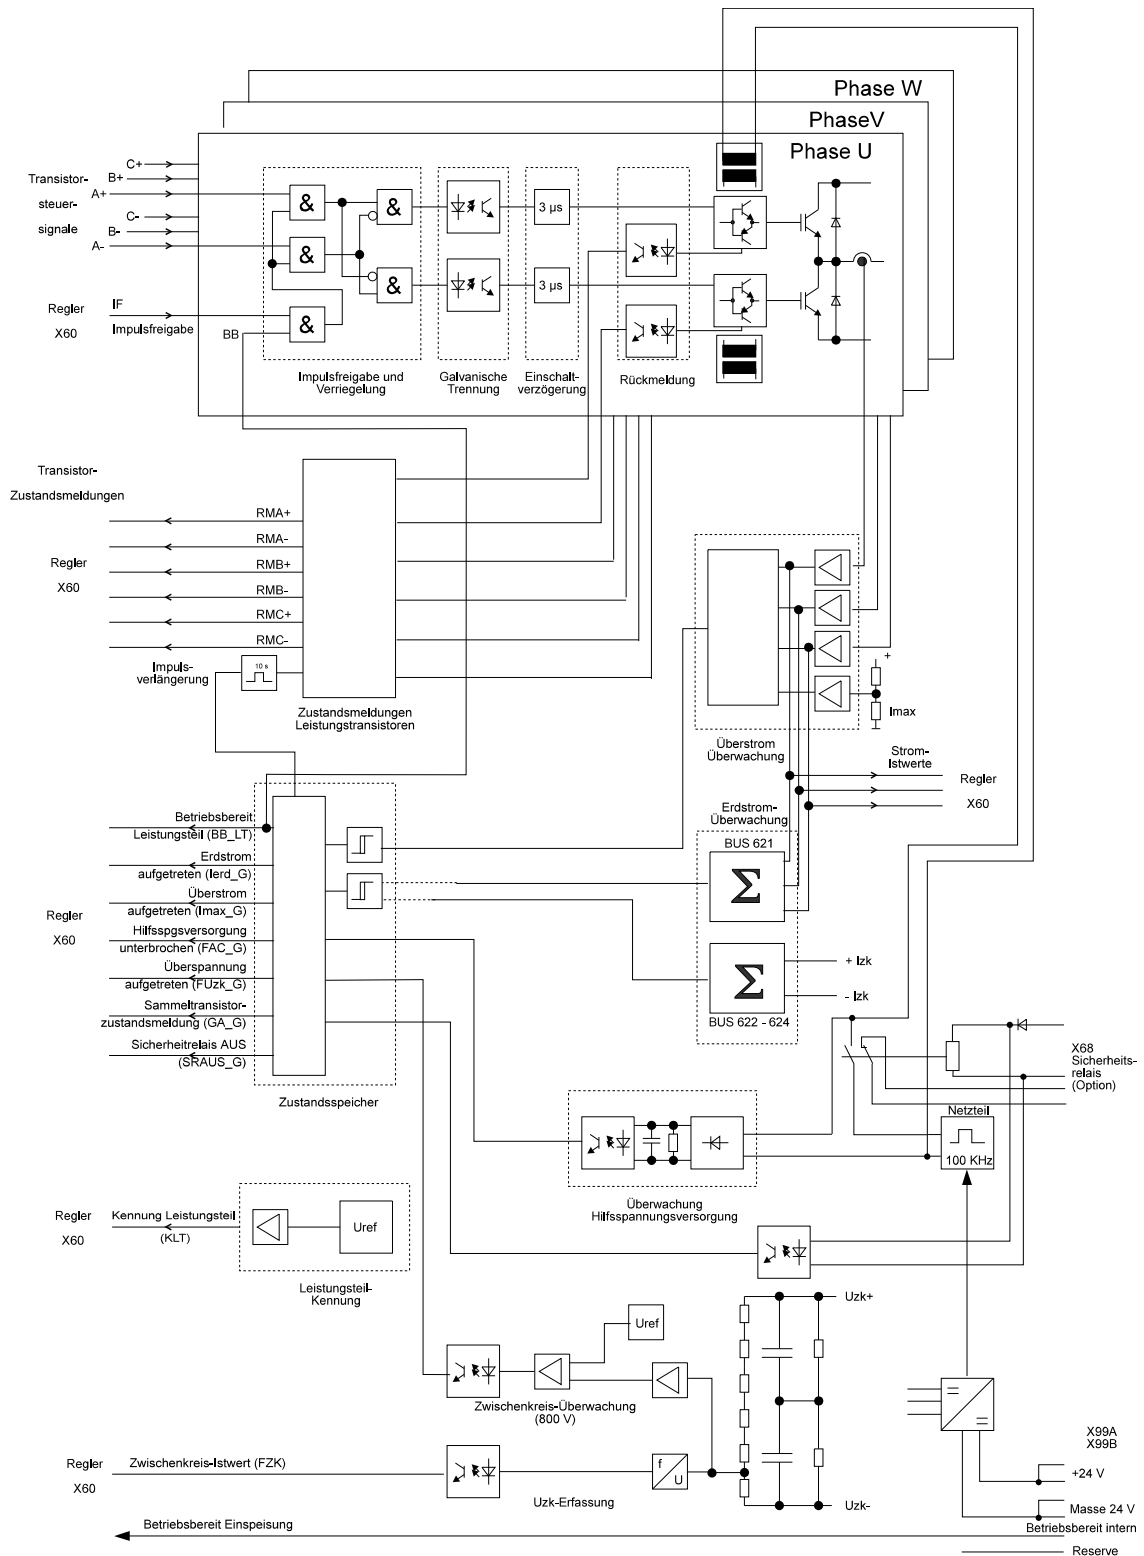 Phase W
PhaseV
Phase U
C+
B+
A+
C-
B-
A-
Transistor-
steuer-
signale
Regler
X60
IF
Impulsfreigabe
BB
&
&
&
&
&
3 µs
3 µs
Impulsfreigabe und
Verriegelung
Galvanische
Trennung
Einschalt-
verzögerung
Rückmeldung
Transistor-
Zustandsmeldungen
RMA+
RMA-
RMB+
RMB-
RMC+
RMC-
Regler
X60
Impuls-
verlängerung
10 s
Zustandsmeldungen
Leistungstransistoren
+
Imax
Überstrom
Überwachung
Strom-
Istwerte
Regler
X60
Erdstrom-
Überwachung
BUS 621
Σ
Σ
BUS 622 - 624
+ Izk
- Izk
Betriebsbereit
Leistungsteil (BB_LT)
Erdstrom
aufgetreten (Ierd_G)
Überstrom
aufgetreten (Imax_G)
Hilfsspgsversorgung
unterbrochen (FAC_G)
Überspannung
aufgetreten (FUzk_G)
Sammeltransistor-
zustandsmeldung (GA_G)
Sicherheitrelais AUS
(SRAUS_G)
Regler
X60
Zustandsspeicher
X68
Sicherheits-
relais
(Option)
Netzteil
100 KHz
Überwachung
Hilfsspannungsversorgung
Regler
X60
Kennung Leistungsteil
(KLT)
Uref
Leistungsteil-
Kennung
Uzk+
Uref
Zwischenkreis-Überwachung
(800 V)
Regler
X60
Zwischenkreis-Istwert (FZK)
f
U
Uzk-Erfassung
Uzk-
X99A
X99B
+24 V
Masse 24 V
Betriebsbereit Einspeisung
Betriebsbereit intern
Reserve